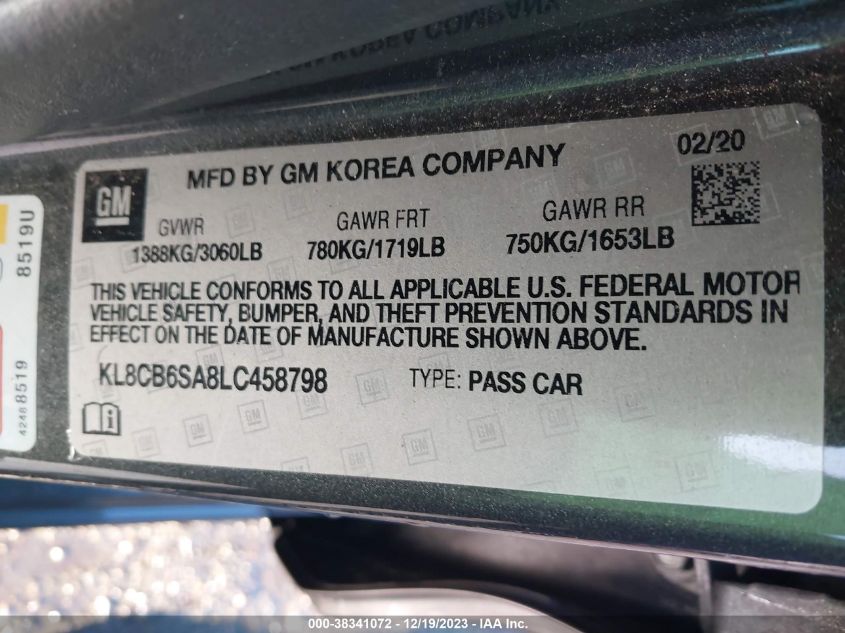 MFD BY GM KOREA COMPANY
02/20
GM
GVWR
GAWR FRT
GAWR RR
1388KG/3060LB
780KG/1719LB
750KG/1653LB
THIS VEHICLE CONFORMS TO ALL APPLICABLE U.S. FEDERAL MOTOR
VEHICLE SAFETY, BUMPER, AND THEFT PREVENTION STANDARDS IN
EFFECT ON THE DATE OF MANUFACTURE SHOWN ABOVE.
KL8CB6SA8LC458798
TYPE: PASS CAR
8519U
42488519
000-38341072 - 12/19/2023 - IAA Inc.